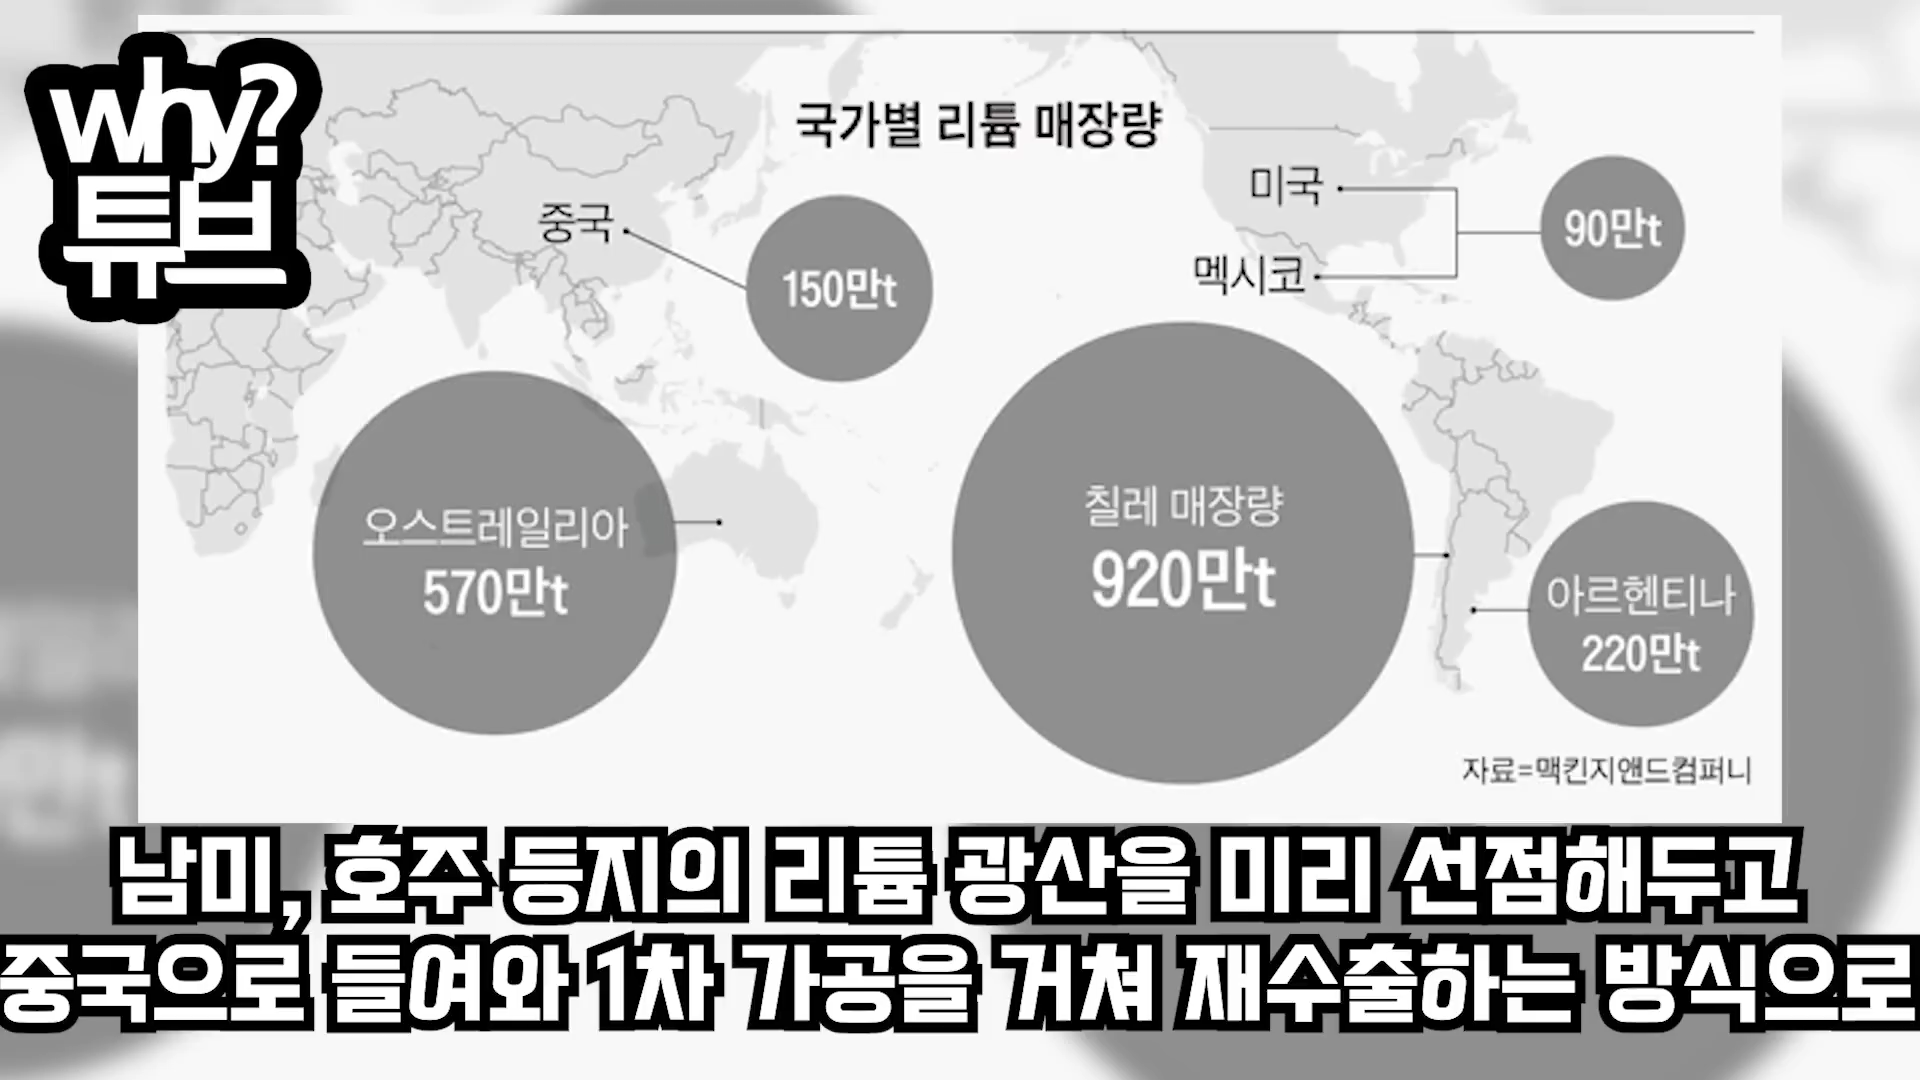 why?
튜브
국가별 리튬 매장량
중국
150만t
미국
멕시코
90만t
오스트레일리아
570만t
칠레 매장량
920만t
아르헨티나
220만t
자료=맥킨지앤드컴퍼니
남미, 호주 등지의 리튬 광산을 미리 선점해두고
중국으로 들여와 1차 가공을 거쳐 재수출하는 방식으로